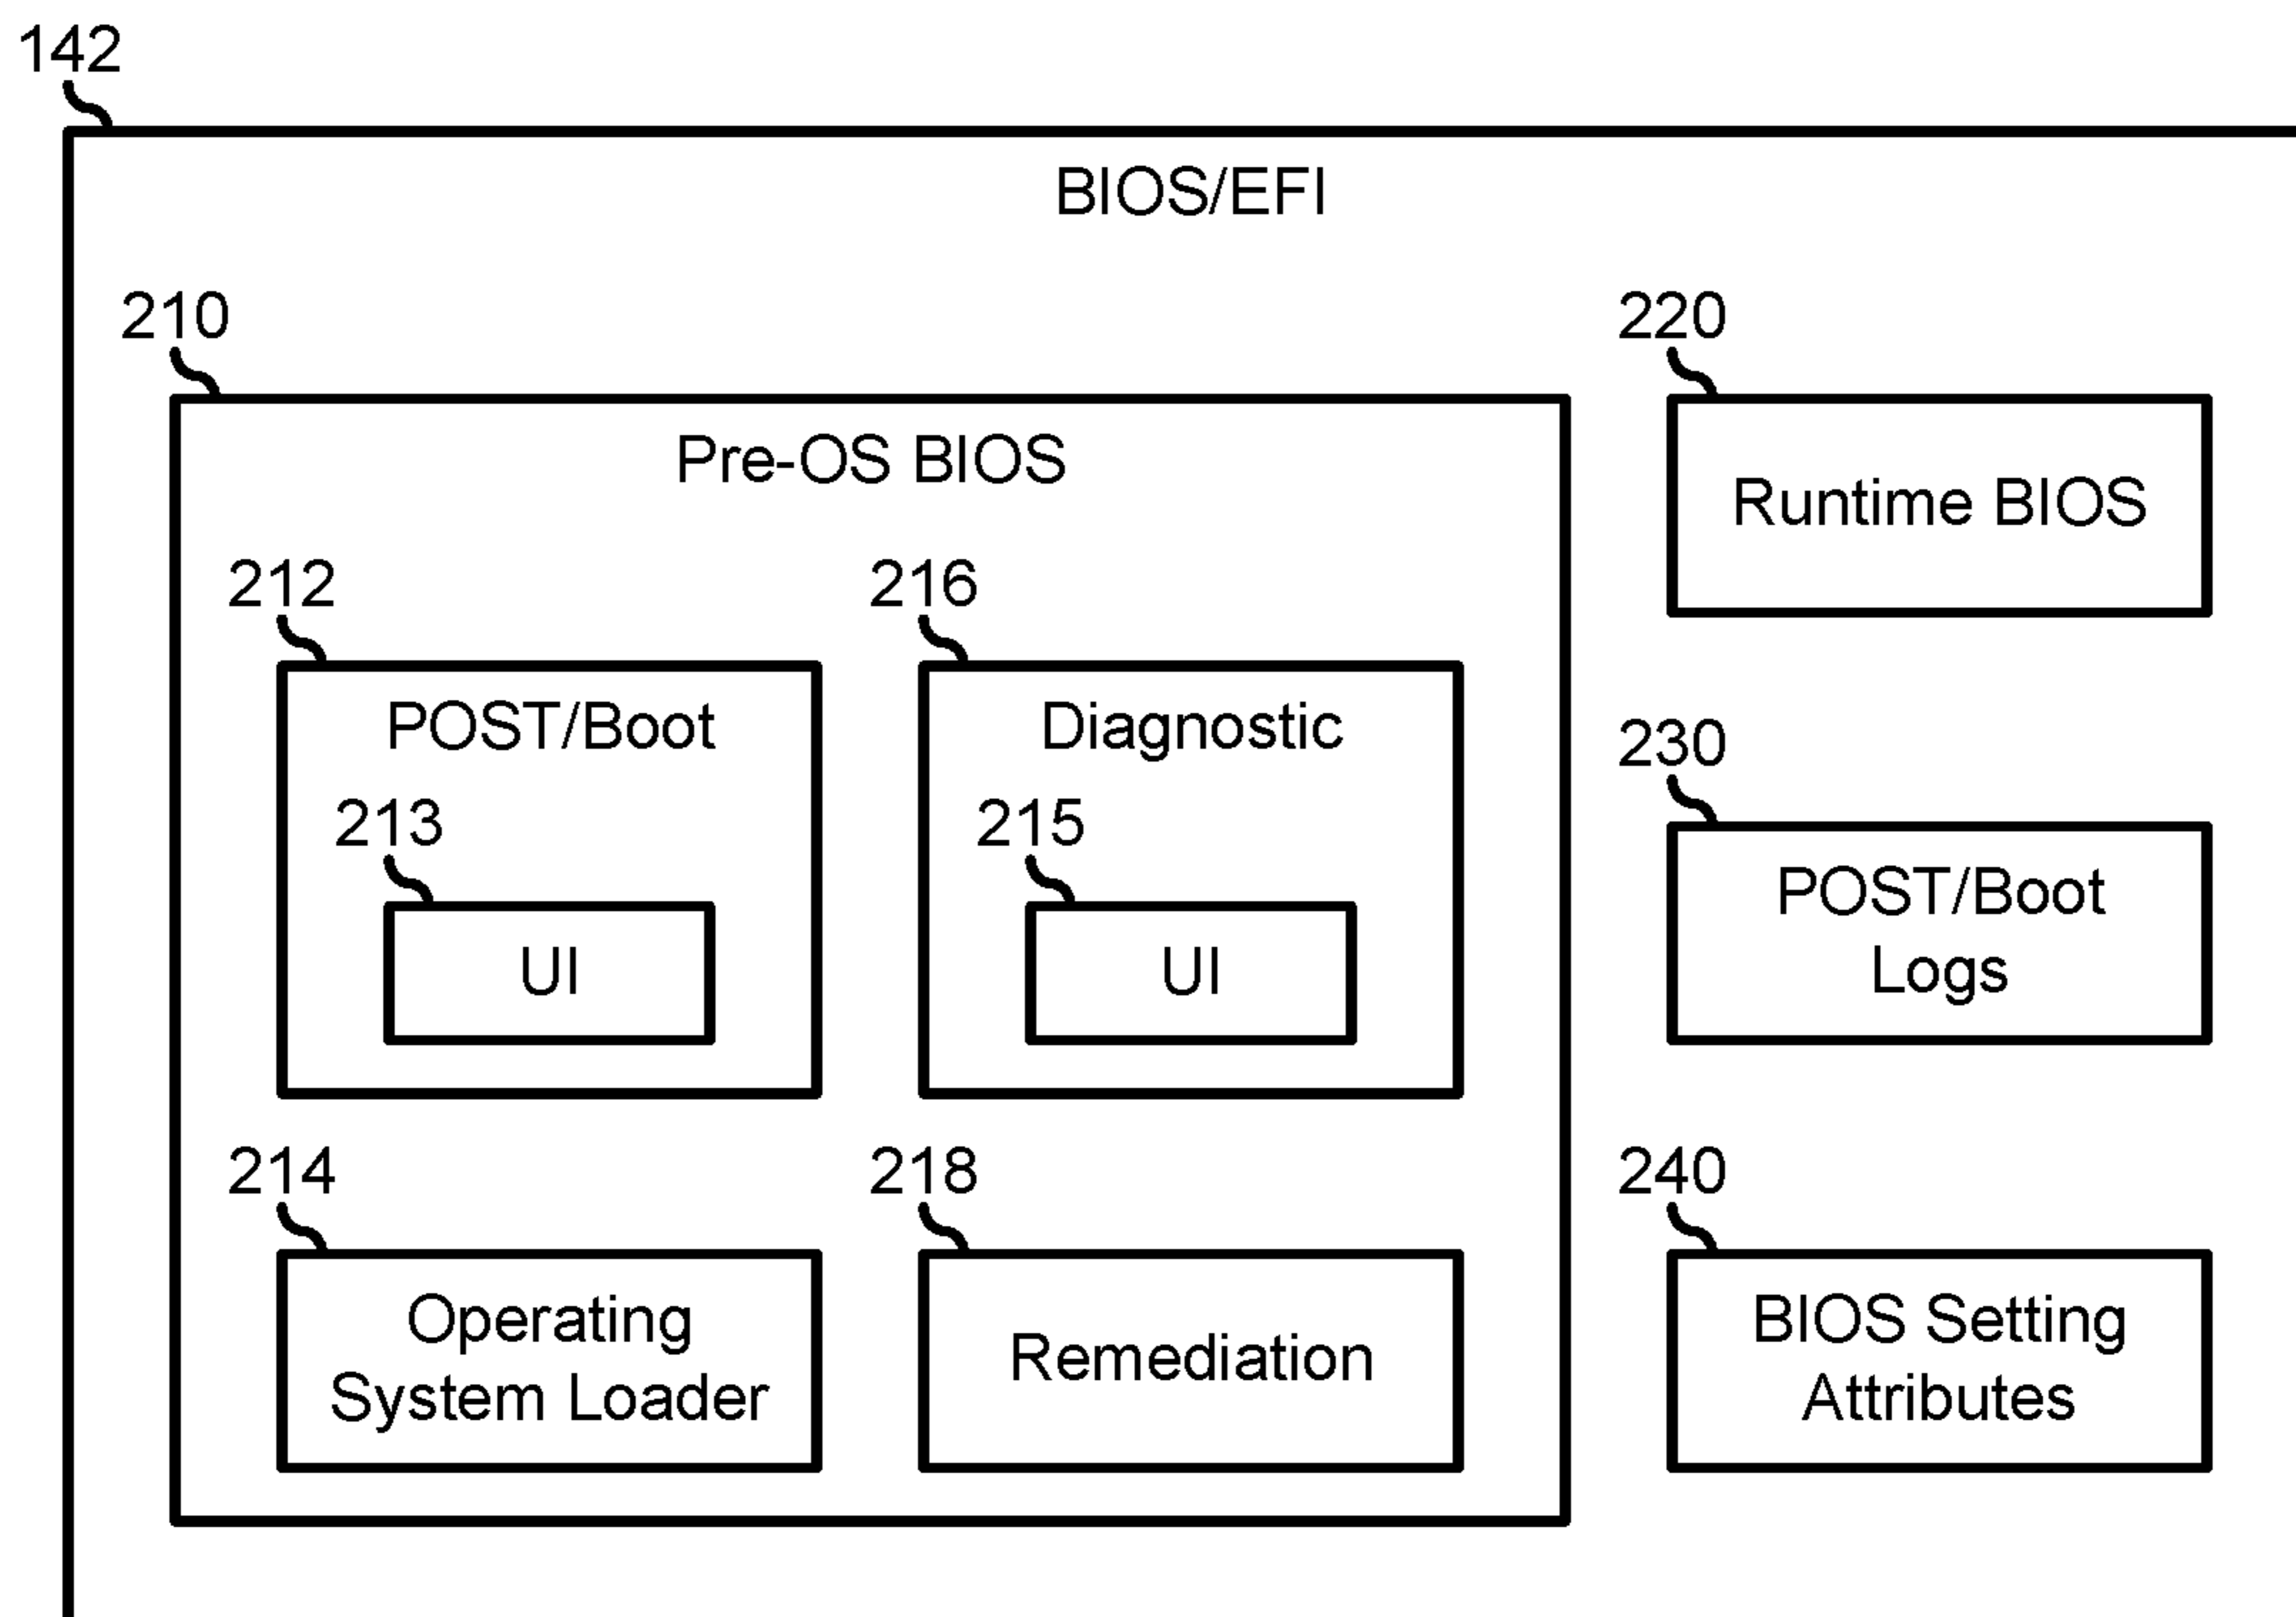 142
BIOS/EFI
210
220
Pre-OS BIOS
Runtime BIOS
212
216
POST/Boot
Diagnostic
230
213
215
POST/Boot
Logs
UI
UI
214
218
240
Operating
System Loader
Remediation
BIOS Setting
Attributes